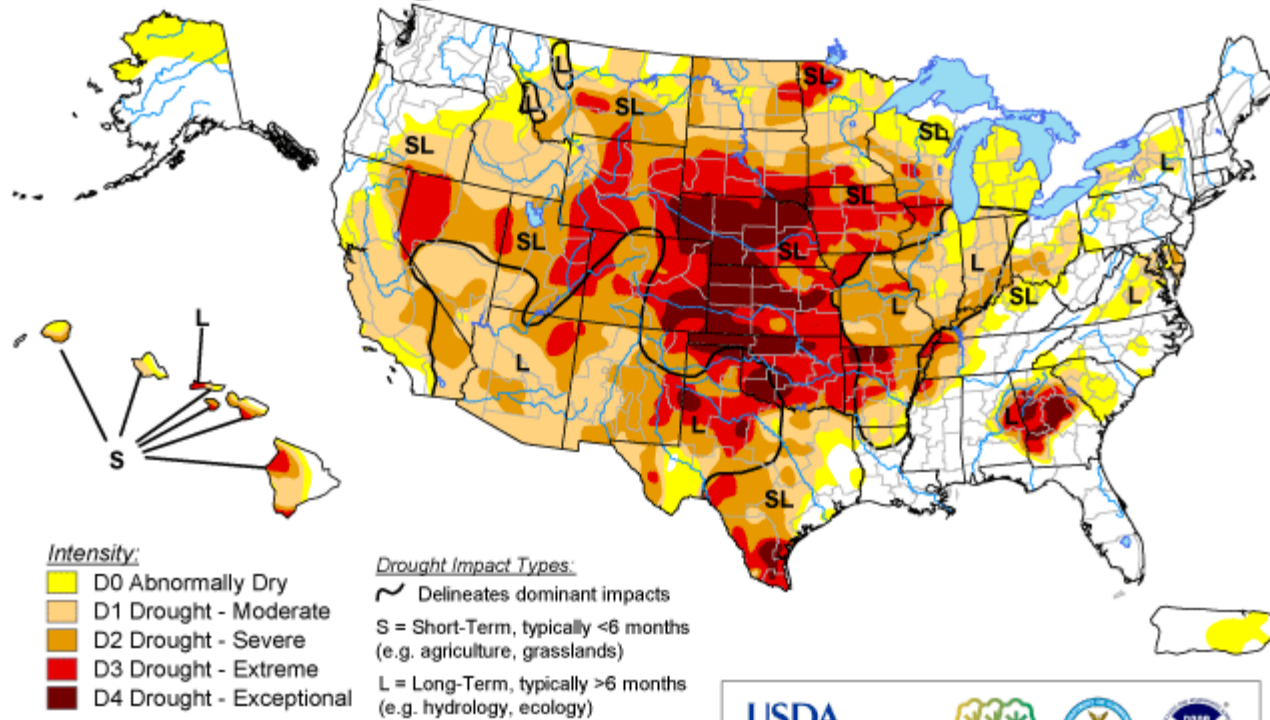 L
SL
SL
SL
SL
L
SL
SL
SL
L
SL
L
L
L
L
L
L
SL
S
Intensity:
D0 Abnormally Dry
D1 Drought - Moderate
D2 Drought - Severe
D3 Drought - Extreme
D4 Drought - Exceptional
Drought Impact Types:
Delineates dominant impacts
S = Short-Term, typically <6 months
(e.g. agriculture, grasslands)
L = Long-Term, typically >6 months
(e.g. hydrology, ecology)
USDA